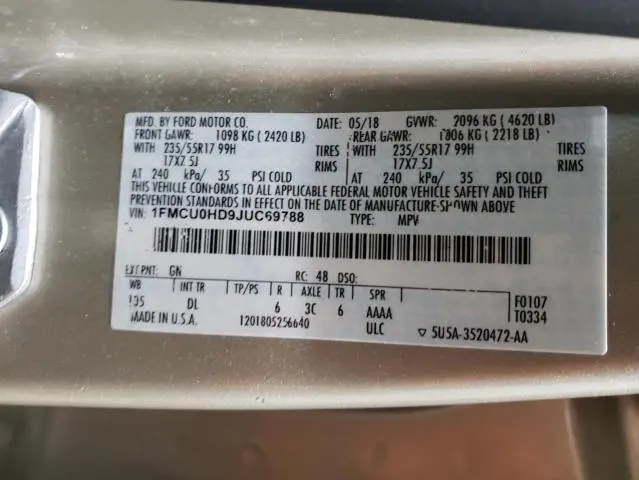 MFD. BY FORD MOTOR CO. DATE: 05/18 GVWR: 2096 KG ( 4620 LB)
FRONT GAWR: 1098 KG ( 2420 LB) REAR GAWR: 1006 KG ( 2218 LB)
WITH 235/55R17 99H TIRES WITH 235/55R17 99H TIRES
17X7.5J RIMS 17X7.5J RIMS
AT 240 kPa/ 35 PSI COLD AT 240 kPa/ 35 PSI COLD
THIS VEHICLE CONFORMS TO ALL APPLICABLE FEDERAL MOTOR VEHICLE SAFETY AND THEFT
PREVENTION STANDARDS IN EFFECT ON THE DATE OF MANUFACTURE SHOWN ABOVE
VIN: 1FMCU0HD9JUC69788 TYPE: MPV
EXT PNT: GN RC: 48 DSO:
WB INT TR TP/PS R AXLE TR SPR F0107
105 DL 6 3C 6 AAAA T0334
MADE IN U.S.A. 1201805256640 ULC ▽ 5U5A-3520472-AA